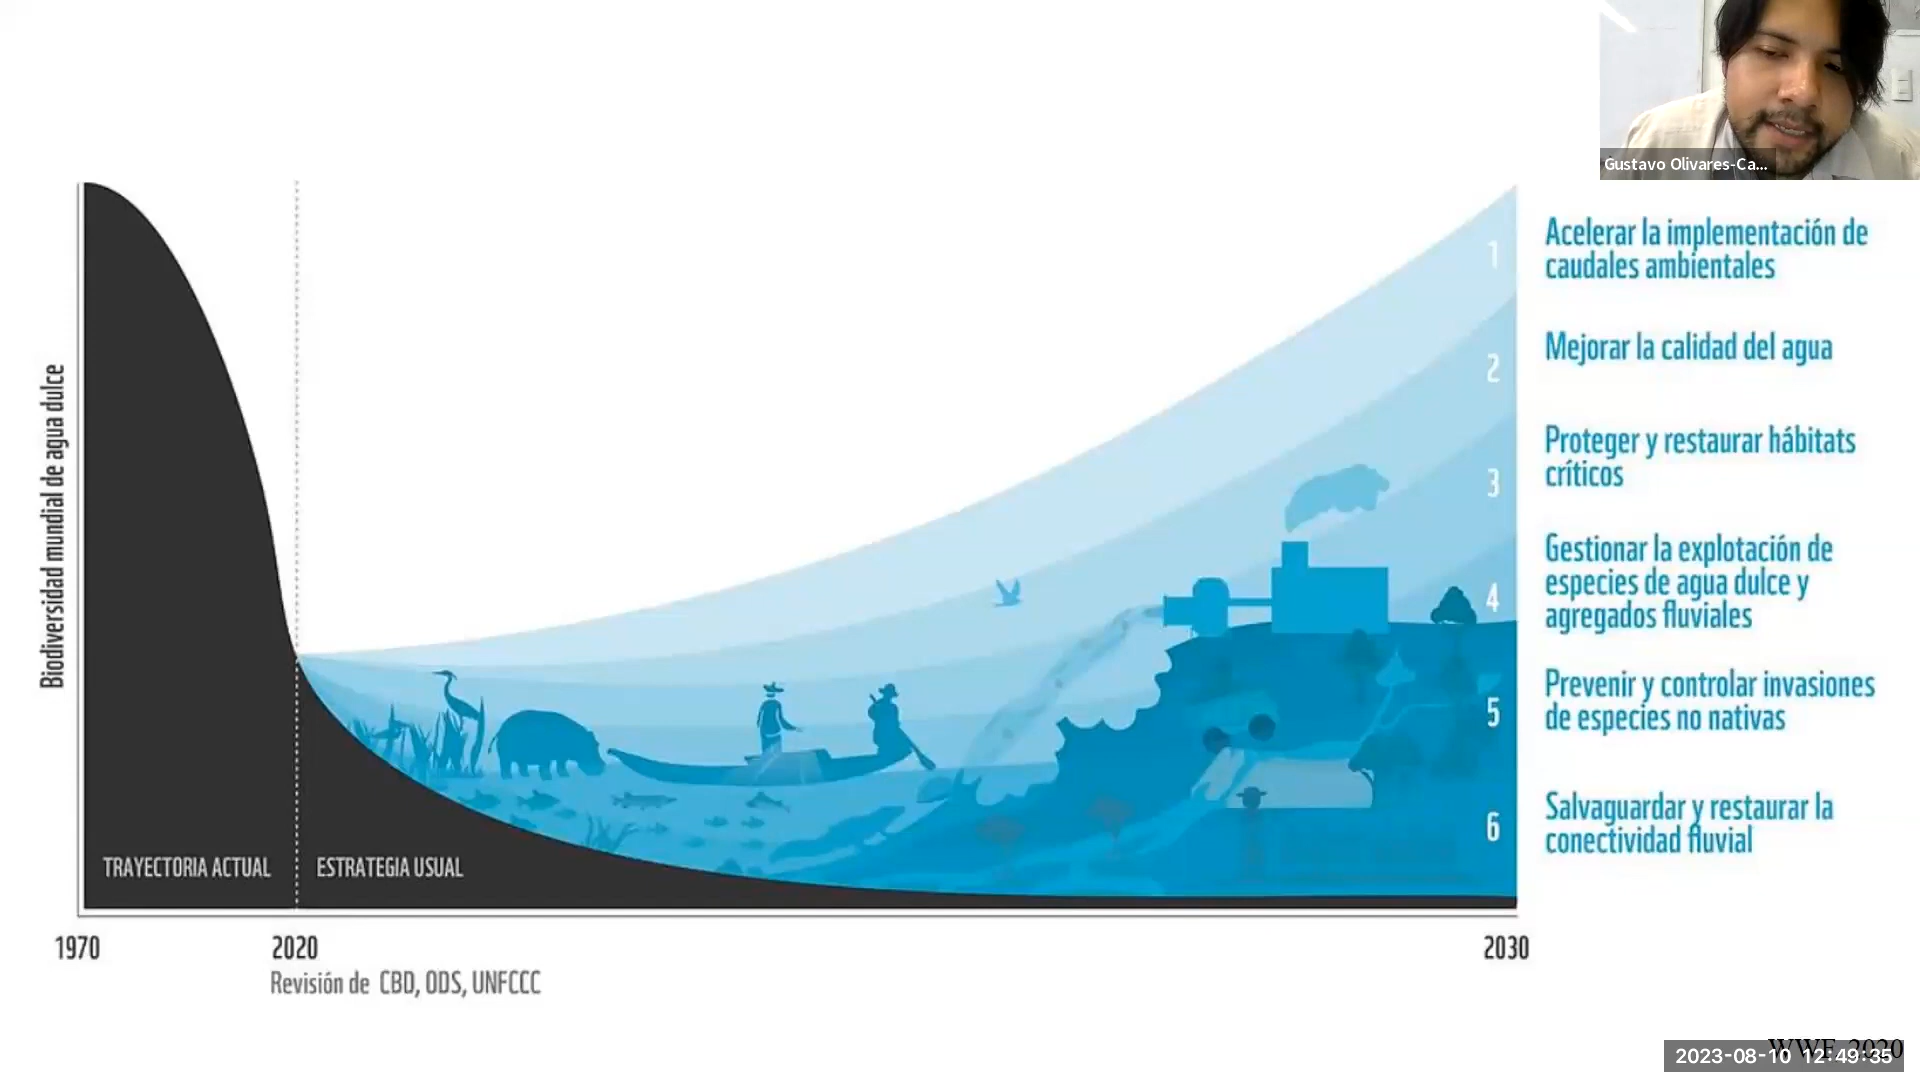 Gustavo Olivares-Ca...
Biodiversidad mundial de agua dulce
1
Acelerar la implementación de
caudales ambientales
2
Mejorar la calidad del agua
3
Proteger y restaurar hábitats
críticos
4
Gestionar la explotación de
especies de agua dulce y
agregados fluviales
5
Prevenir y controlar invasiones
de especies no nativas
6
Salvaguardar y restaurar la
conectividad fluvial
TRAYECTORIA ACTUAL
ESTRATEGIA USUAL
1970
2020
2030
Revisión de CBD, ODS, UNFCCC
WWF, 2020
2023-08-10 12:49:35